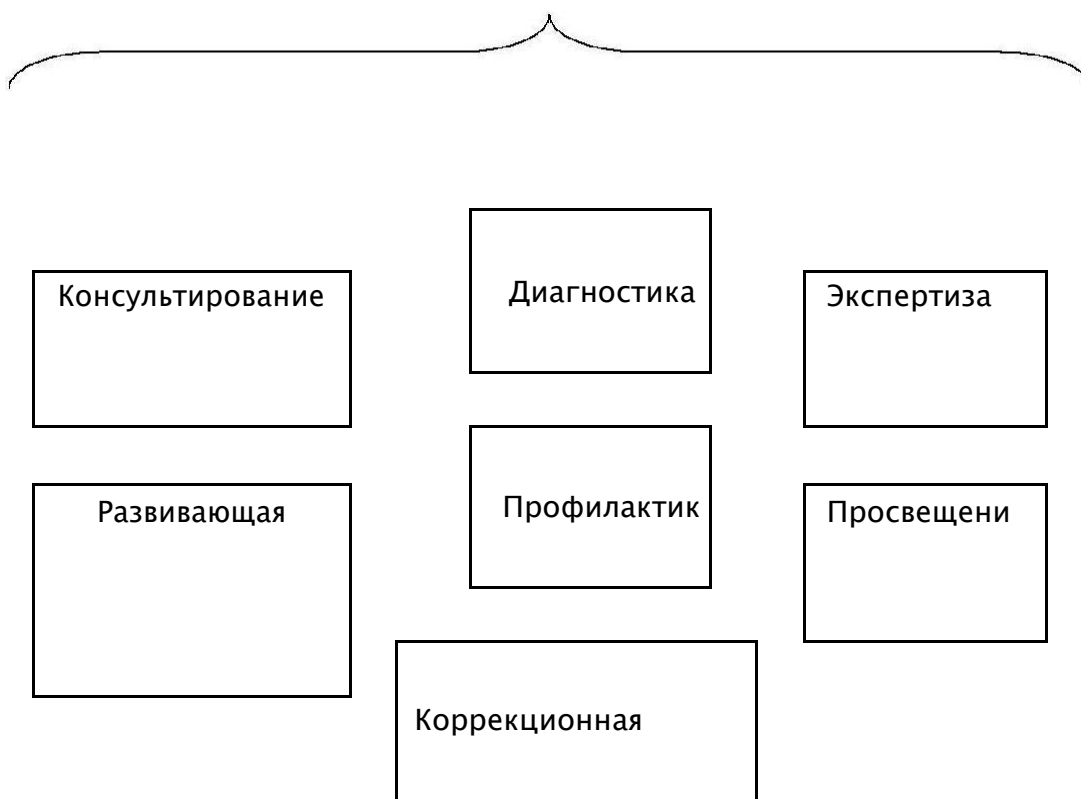 Консультирование
Диагностика
Экспертиза
Развивающая
Профилактик
Просвещени
Коррекционная